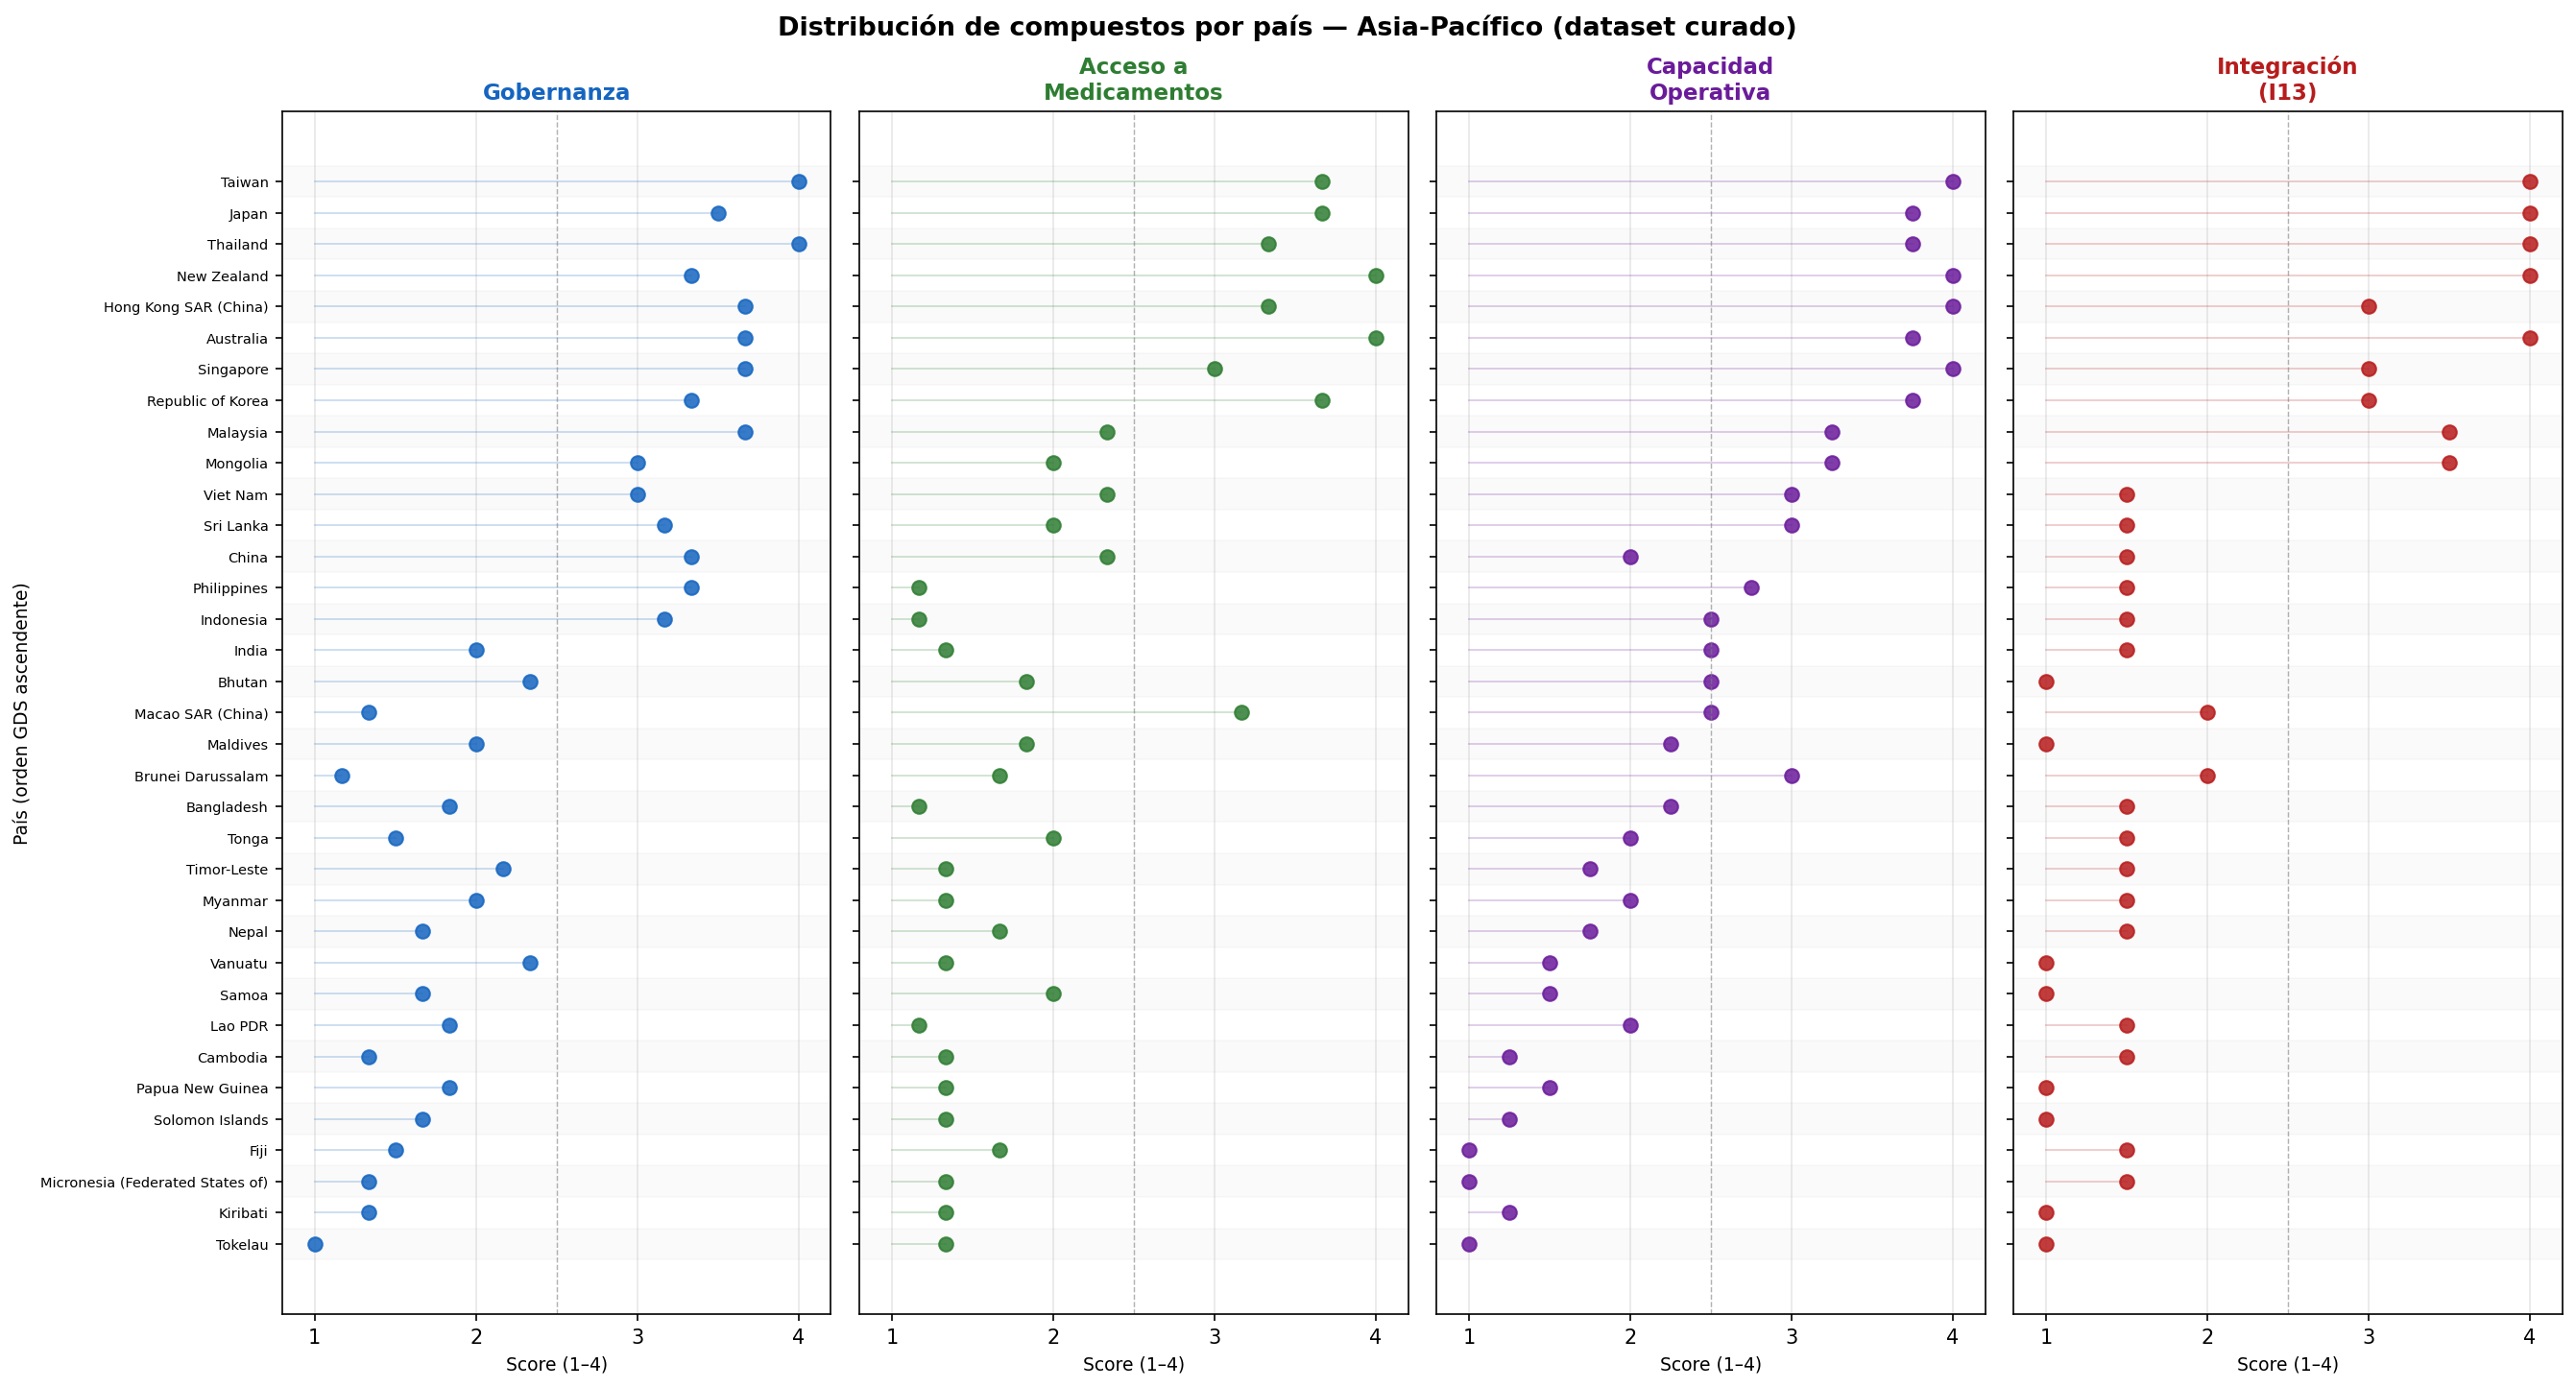 Distribución de compuestos por país — Asia-Pacífico (dataset curado)
Gobernanza
Acceso a
Medicamentos
Capacidad
Operativa
Integración
(I13)
País (orden GDS ascendente)
Taiwan
Japan
Thailand
New Zealand
Hong Kong SAR (China)
Australia
Singapore
Republic of Korea
Malaysia
Mongolia
Viet Nam
Sri Lanka
China
Philippines
Indonesia
India
Bhutan
Macao SAR (China)
Maldives
Brunei Darussalam
Bangladesh
Tonga
Timor-Leste
Myanmar
Nepal
Vanuatu
Samoa
Lao PDR
Cambodia
Papua New Guinea
Solomon Islands
Fiji
Micronesia (Federated States of)
Kiribati
Tokelau
1 2 3 4
Score (1–4)
1 2 3 4
Score (1–4)
1 2 3 4
Score (1–4)
1 2 3 4
Score (1–4)